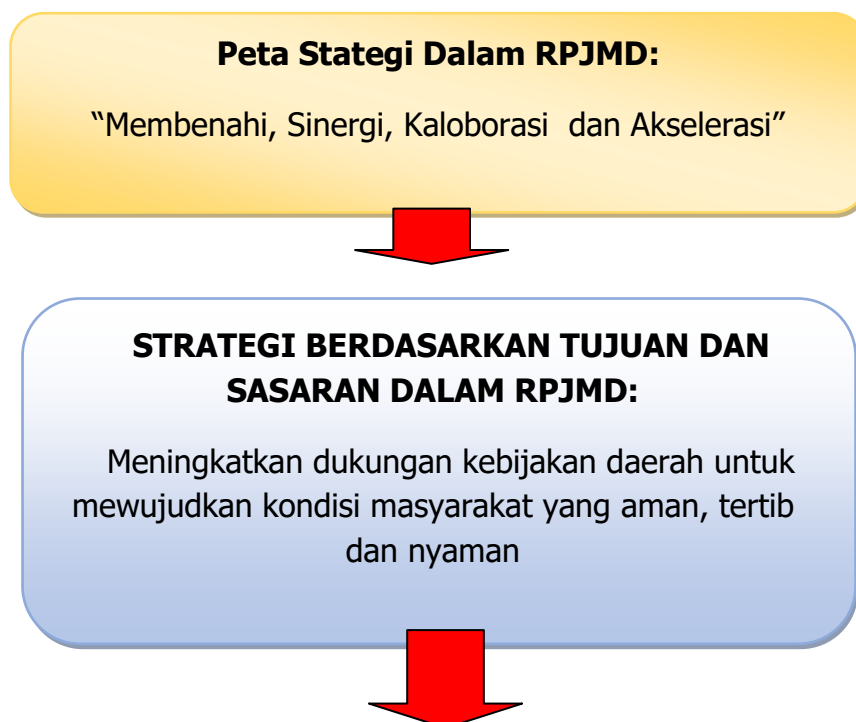 Peta Stategi Dalam RPJMD:
“Membenahi, Sinergi, Kaloborasi dan Akselerasi”
STRATEGI BERDASARKAN TUJUAN DAN
SASARAN DALAM RPJMD:
Meningkatkan dukungan kebijakan daerah untuk
mewujudkan kondisi masyarakat yang aman, tertib
dan nyaman